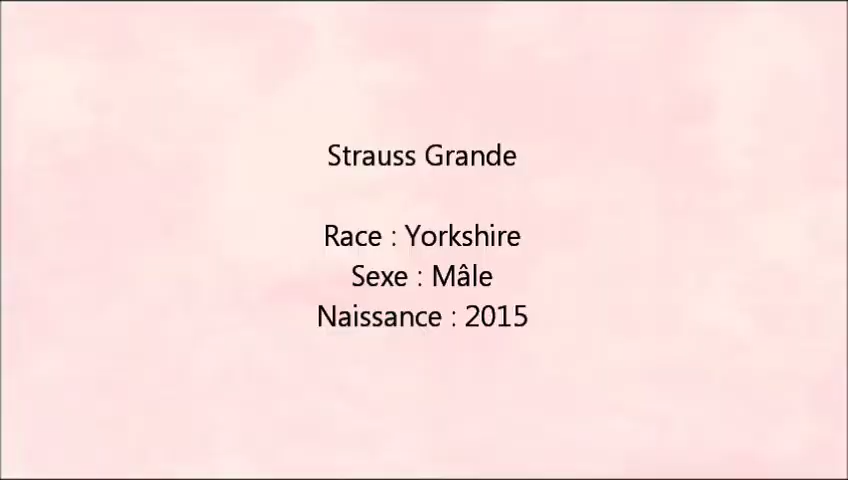 Strauss Grande
Race : Yorkshire
Sexe : Mâle
Naissance : 2015